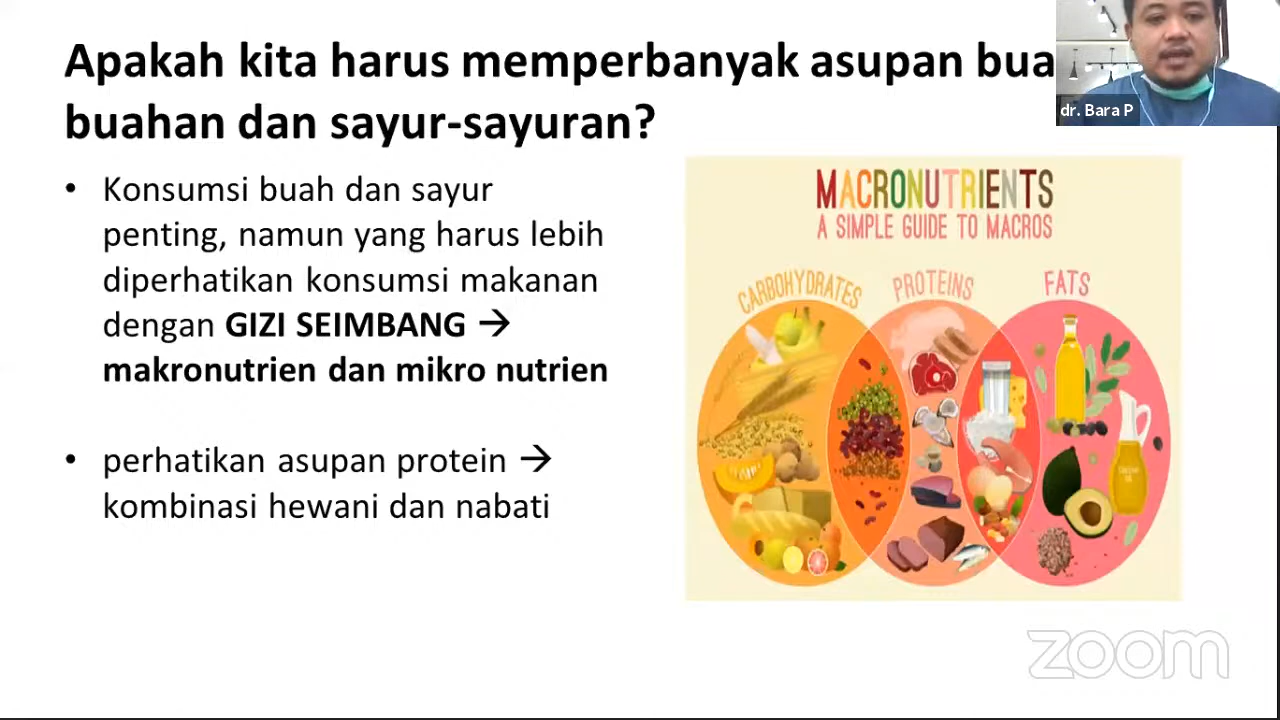 Apakah kita harus memperbanyak asupan bua
buahan dan sayur-sayuran?
dr. Bara P
• Konsumsi buah dan sayur
penting, namun yang harus lebih
diperhatikan konsumsi makanan
dengan GIZI SEIMBANG →
makronutrien dan mikro nutrien
• perhatikan asupan protein →
kombinasi hewani dan nabati
MACRONUTRIENTS
A SIMPLE GUIDE TO MACROS
CARBOHYDRATES
PROTEINS
FATS
zoom